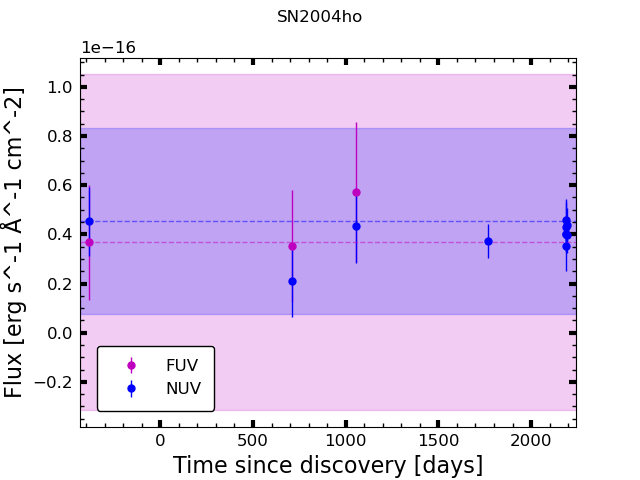 SN2004ho
1e−16
1.0
0.8
0.6
0.4
0.2
0.0
−0.2
Flux [erg s^-1 Å^-1 cm^-2]
FUV
NUV
0 500 1000 1500 2000
Time since discovery [days]